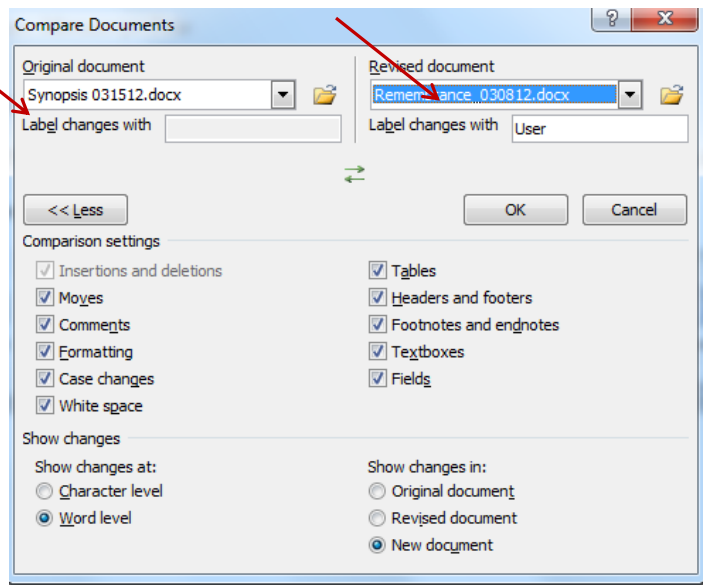 Compare Documents
?
Original document
Revised document
Synopsis 031512.docx
Rememberance_030812.docx
Label changes with
Label changes with
User
<< Less
OK
Cancel
Comparison settings
Insertions and deletions
Tables
Moves
Headers and footers
Comments
Footnotes and endnotes
Formatting
Textboxes
Case changes
Fields
White space
Show changes
Show changes at:
Show changes in:
Character level
Original document
Word level
Revised document
New document